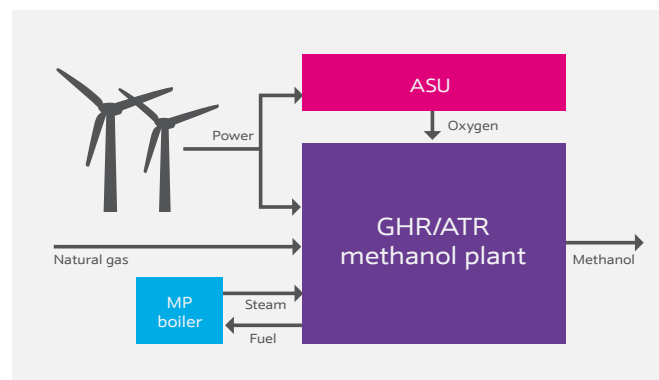 ASU
Power
Oxygen
GHR/ATR
methanol plant
Natural gas
Methanol
MP
boiler
Steam
Fuel